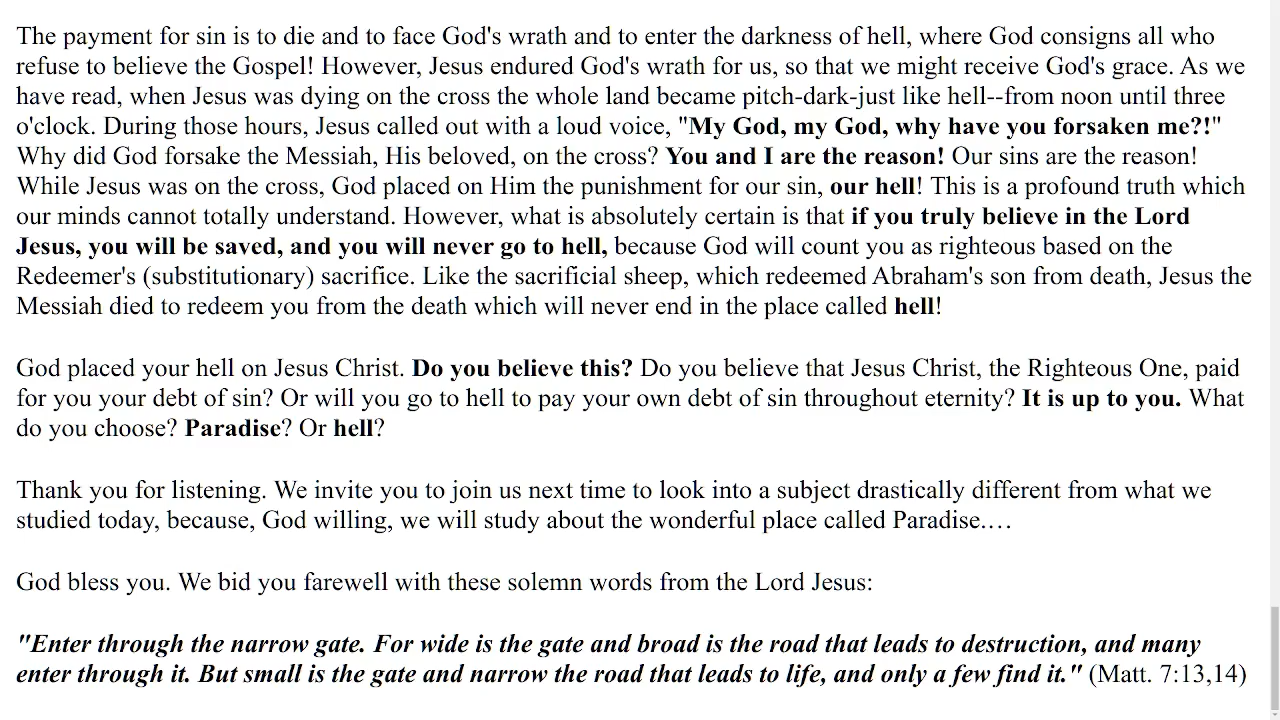 The payment for sin is to die and to face God's wrath and to enter the darkness of hell, where God consigns all who
refuse to believe the Gospel! However, Jesus endured God's wrath for us, so that we might receive God's grace. As we
have read, when Jesus was dying on the cross the whole land became pitch-dark-just like hell--from noon until three
o'clock. During those hours, Jesus called out with a loud voice, "My God, my God, why have you forsaken me?!"
Why did God forsake the Messiah, His beloved, on the cross? You and I are the reason! Our sins are the reason!
While Jesus was on the cross, God placed on Him the punishment for our sin, our hell! This is a profound truth which
our minds cannot totally understand. However, what is absolutely certain is that if you truly believe in the Lord
Jesus, you will be saved, and you will never go to hell, because God will count you as righteous based on the
Redeemer's (substitutionary) sacrifice. Like the sacrificial sheep, which redeemed Abraham's son from death, Jesus the
Messiah died to redeem you from the death which will never end in the place called hell!
God placed your hell on Jesus Christ. Do you believe this? Do you believe that Jesus Christ, the Righteous One, paid
for you your debt of sin? Or will you go to hell to pay your own debt of sin throughout eternity? It is up to you. What
do you choose? Paradise? Or hell?
Thank you for listening. We invite you to join us next time to look into a subject drastically different from what we
studied today, because, God willing, we will study about the wonderful place called Paradise.…
God bless you. We bid you farewell with these solemn words from the Lord Jesus:
"Enter through the narrow gate. For wide is the gate and broad is the road that leads to destruction, and many
enter through it. But small is the gate and narrow the road that leads to life, and only a few find it." (Matt. 7:13,14)